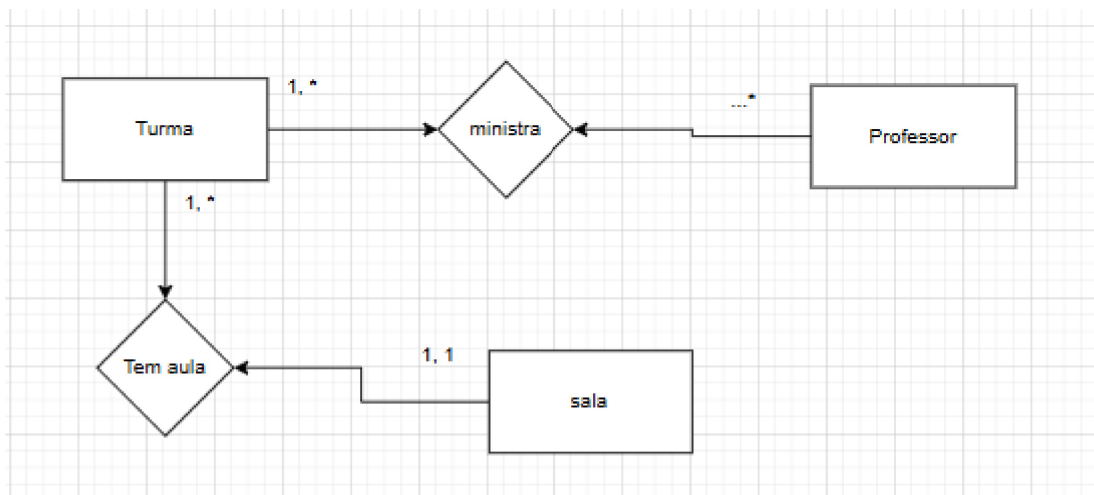 1, *
...*
Turma
ministra
Professor
1, *
Tem aula
1, 1
sala